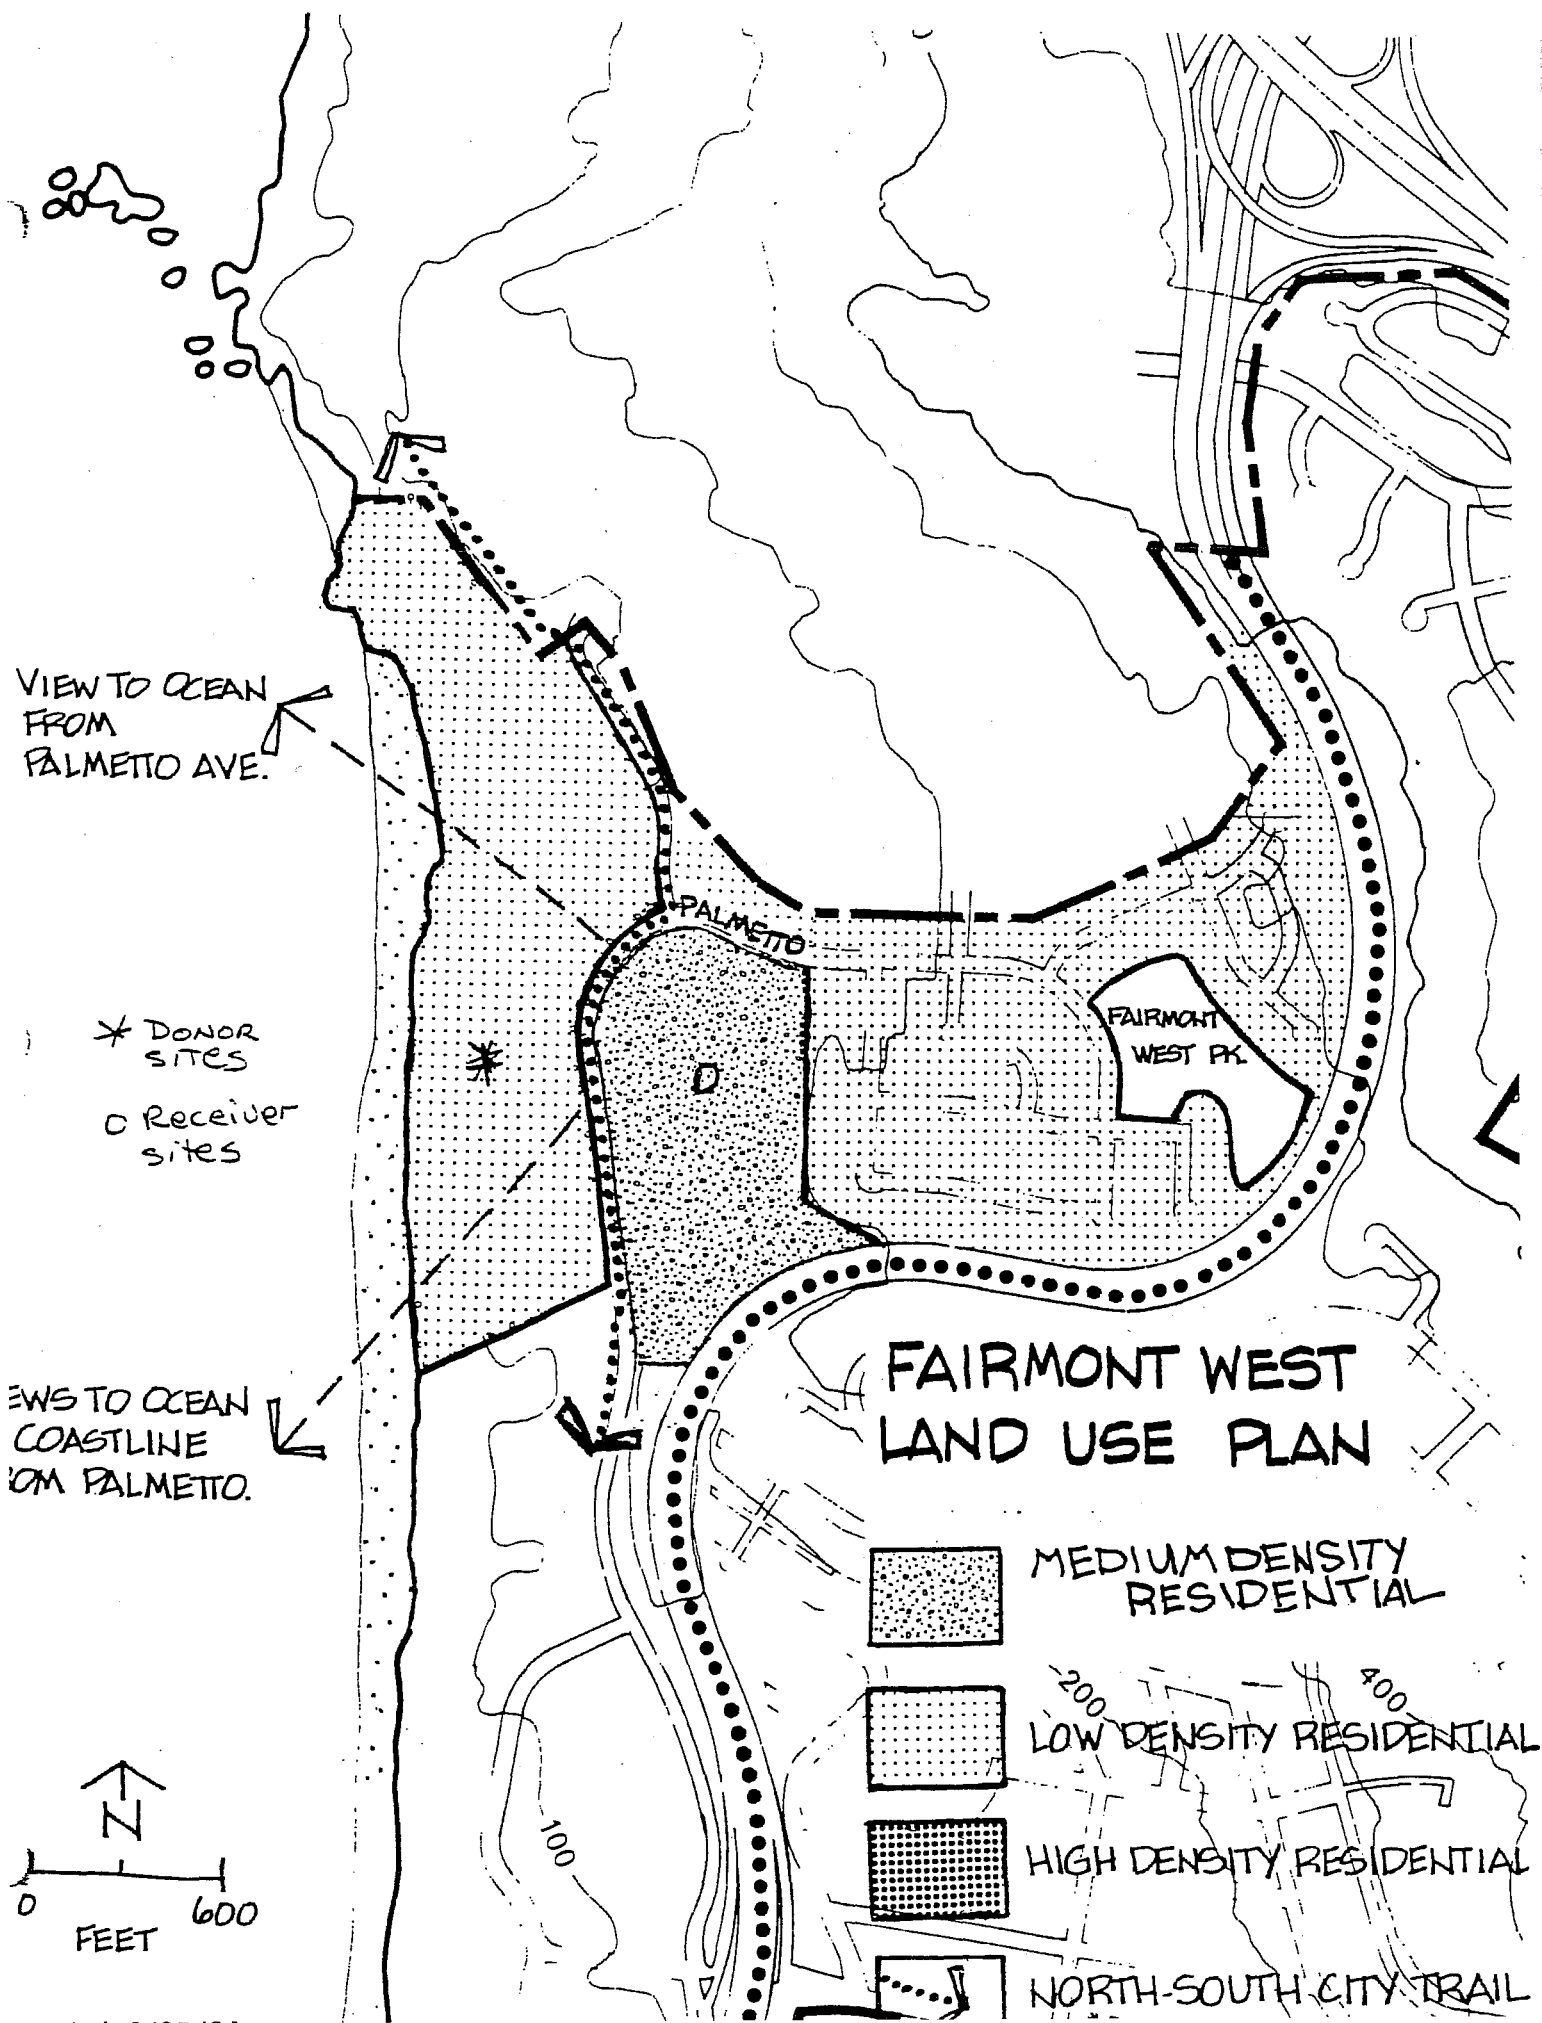 VIEW TO OCEAN
FROM
PALMETTO AVE.
PALMETTO
FAIRMONT
WEST PK.
* DONOR
sites
D
O Receiver
sites
EWS TO OCEAN
COASTLINE
OM PALMETTO.
FAIRMONT WEST
LAND USE PLAN
MEDIUM DENSITY
RESIDENTIAL
200
400
LOW DENSITY RESIDENTIAL
N
100
HIGH DENSITY RESIDENTIAL
0
600
FEET
NORTH-SOUTH CITY TRAIL